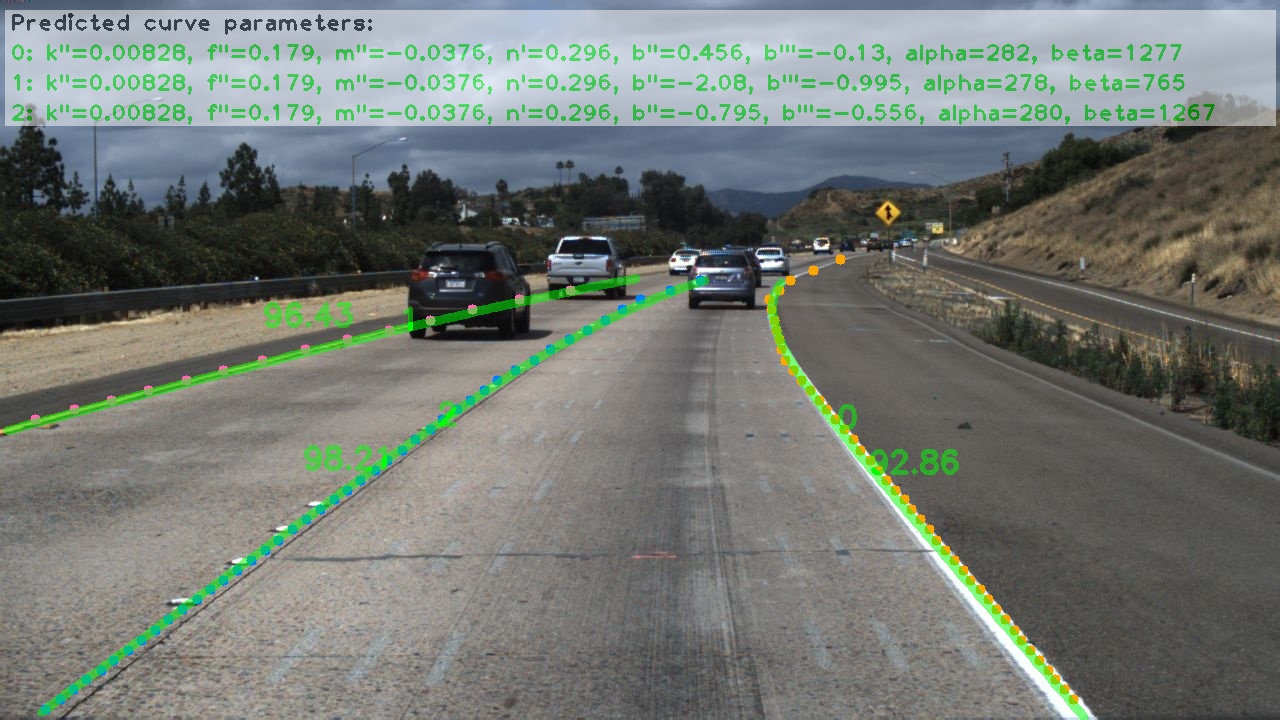 Predicted curve parameters:
0: k''=0.00828, f''=0.179, m''=-0.0376, n'=0.296, b''=0.456, b'''=-0.13, alpha=282, beta=1277
1: k''=0.00828, f''=0.179, m''=-0.0376, n'=0.296, b''=-2.08, b'''=-0.995, alpha=278, beta=765
2: k''=0.00828, f''=0.179, m''=-0.0376, n'=0.296, b''=-0.795, b'''=-0.556, alpha=280, beta=1267
96.43
1
2
0
92.86